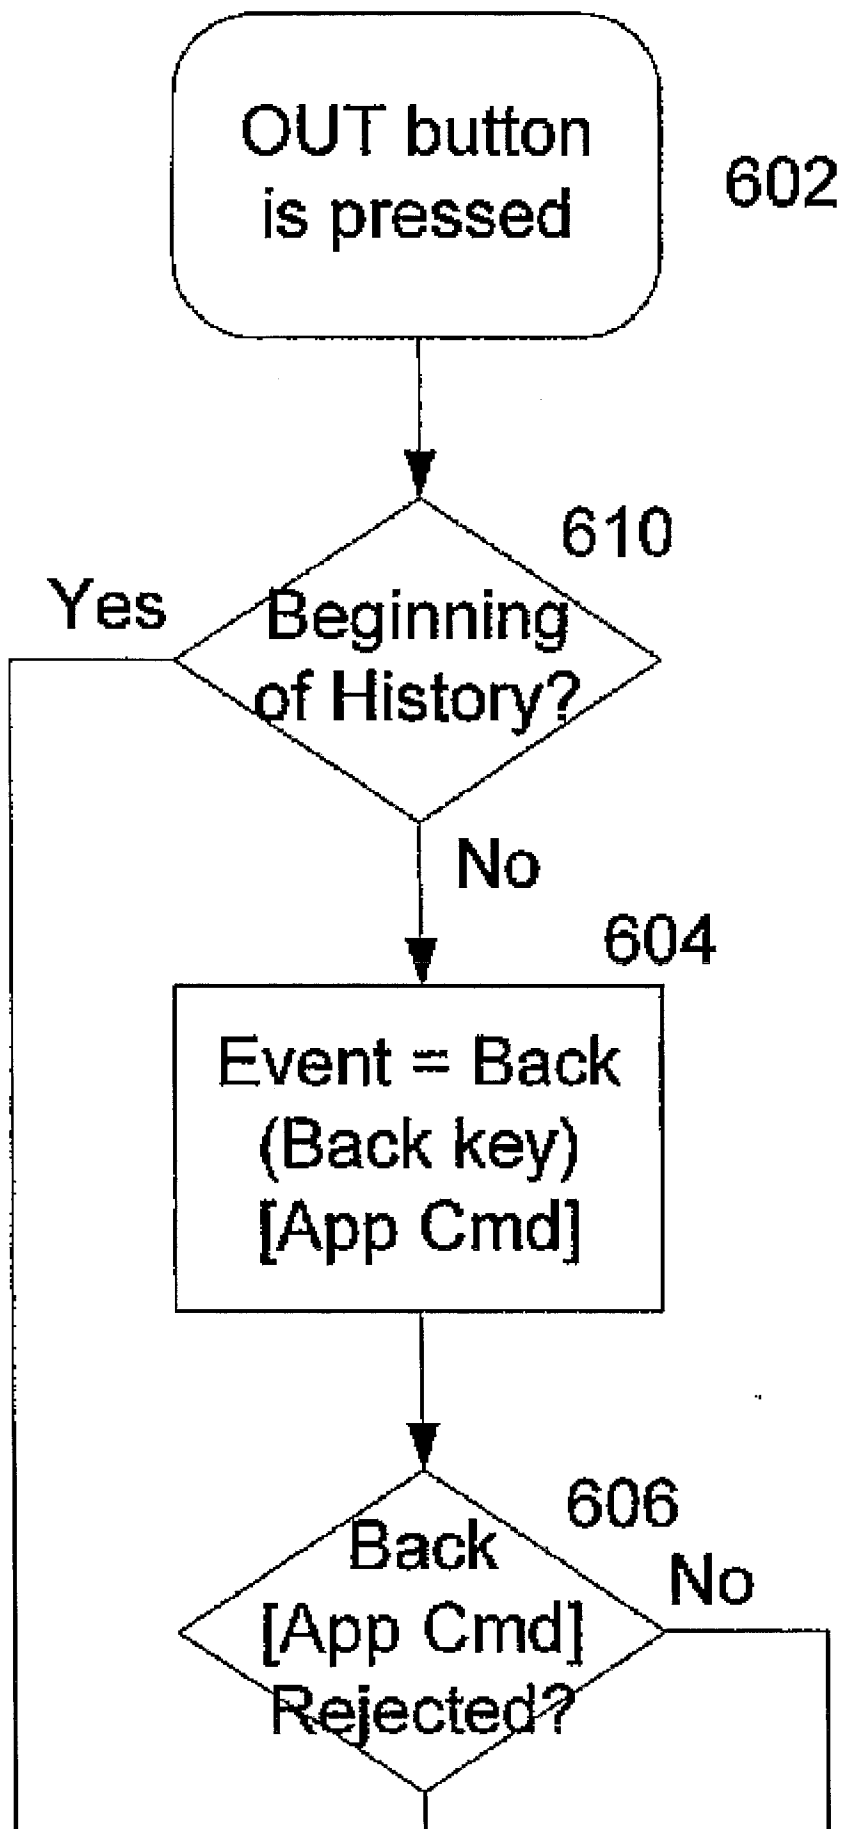 OUT button
is pressed
602
610
Yes
Beginning
of History?
No
604
Event = Back
(Back key)
[App Cmd]
606
Back
No
[App Cmd]
Rejected?